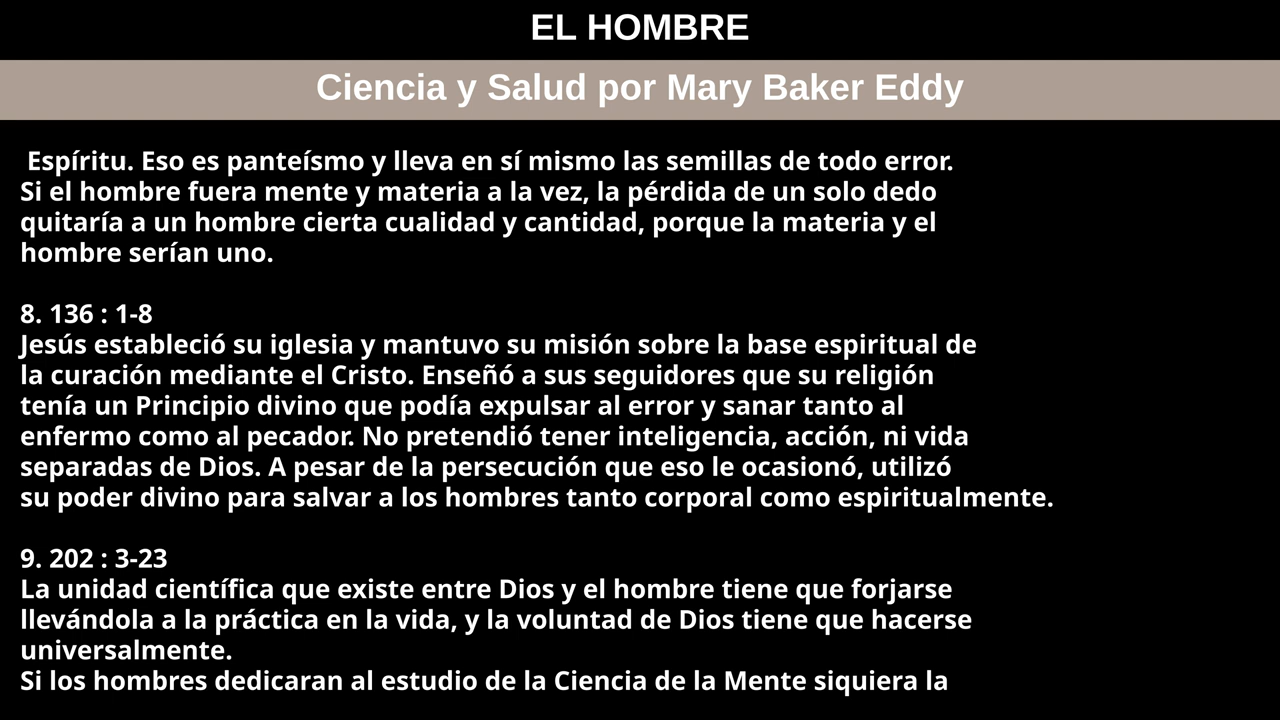 EL HOMBRE
Ciencia y Salud por Mary Baker Eddy
Espíritu. Eso es panteísmo y lleva en sí mismo las semillas de todo error.
Si el hombre fuera mente y materia a la vez, la pérdida de un solo dedo
quitaría a un hombre cierta cualidad y cantidad, porque la materia y el
hombre serían uno.
8. 136 : 1-8
Jesús estableció su iglesia y mantuvo su misión sobre la base espiritual de
la curación mediante el Cristo. Enseñó a sus seguidores que su religión
tenía un Principio divino que podía expulsar al error y sanar tanto al
enfermo como al pecador. No pretendió tener inteligencia, acción, ni vida
separadas de Dios. A pesar de la persecución que eso le ocasionó, utilizó
su poder divino para salvar a los hombres tanto corporal como espiritualmente.
9. 202 : 3-23
La unidad científica que existe entre Dios y el hombre tiene que forjarse
llevándola a la práctica en la vida, y la voluntad de Dios tiene que hacerse
universalmente.
Si los hombres dedicaran al estudio de la Ciencia de la Mente siquiera la